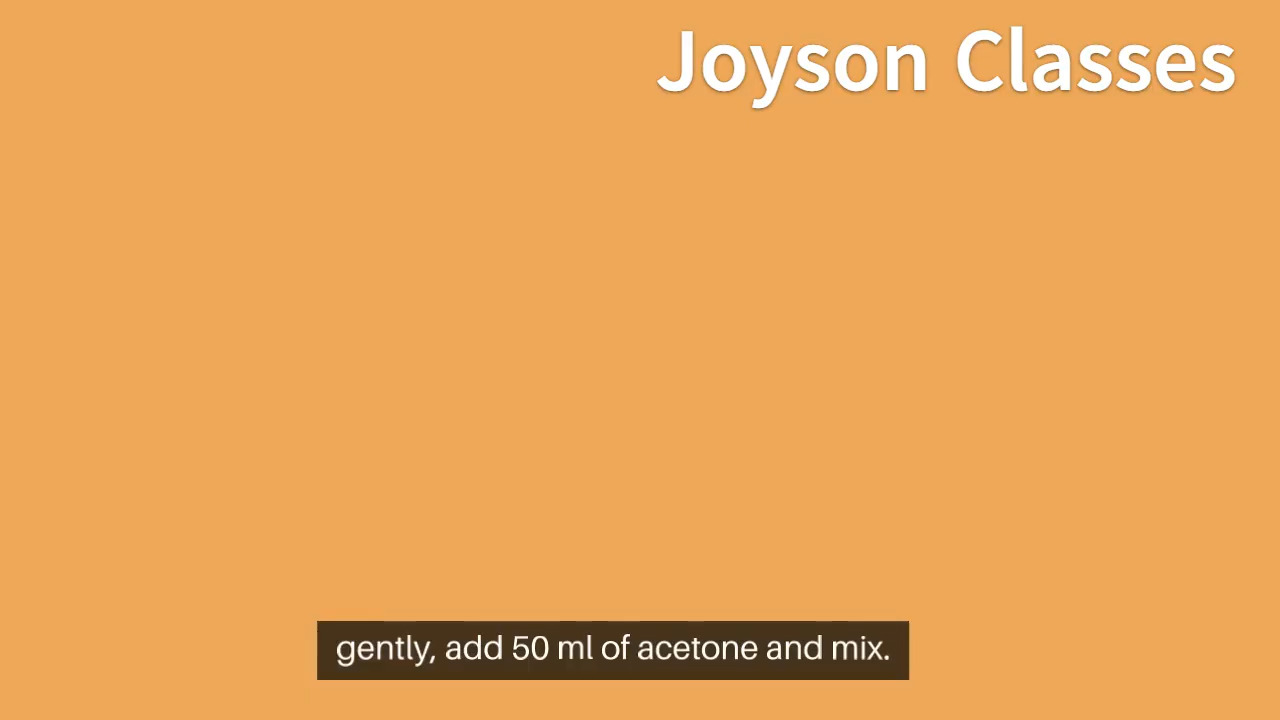 Joyson Classes
gently, add 50 ml of acetone and mix.